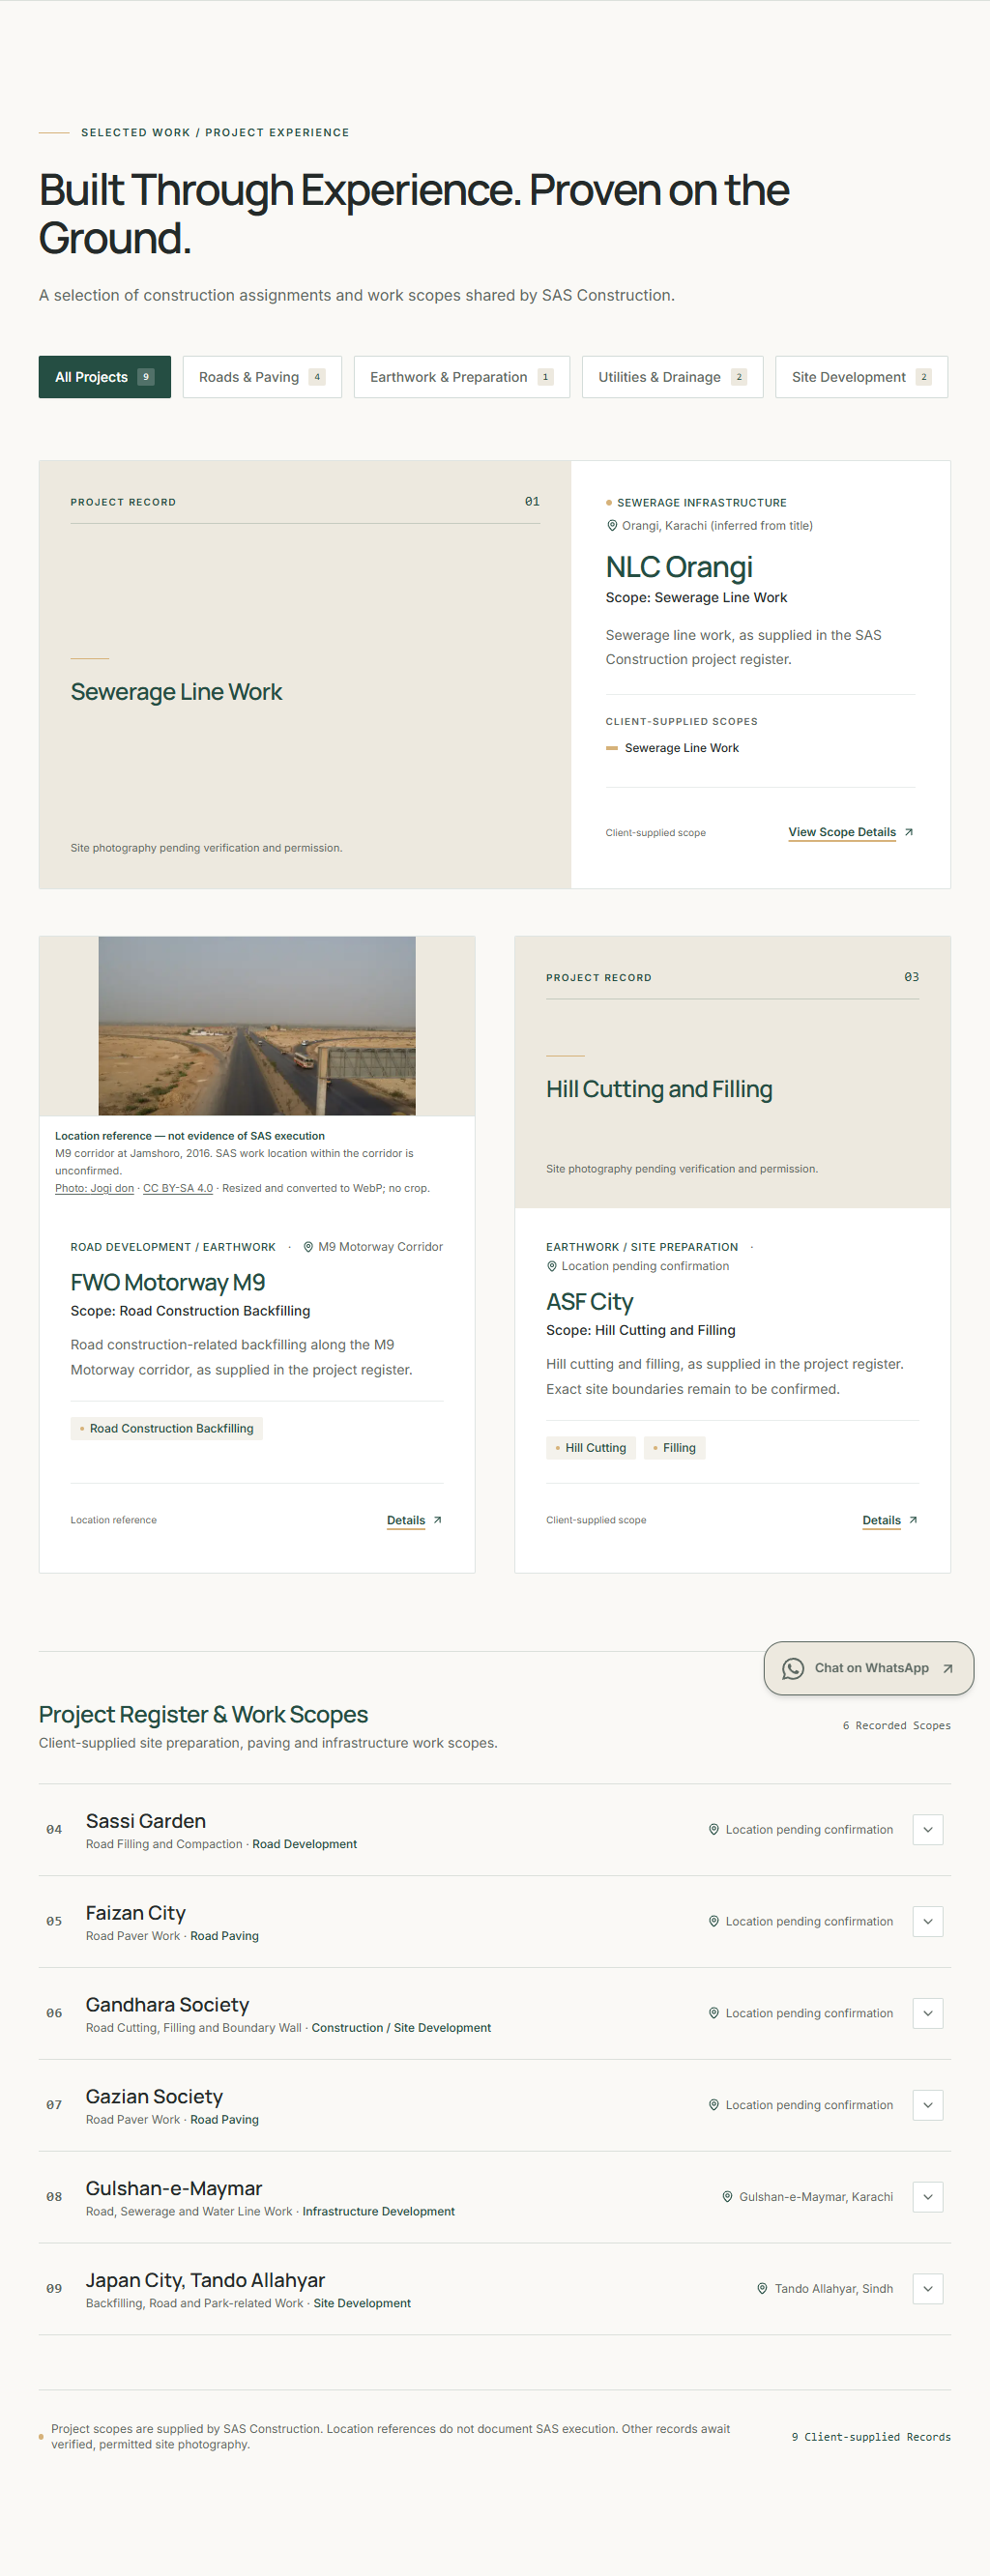 SELECTED WORK / PROJECT EXPERIENCE
Built Through Experience. Proven on the
Ground.
A selection of construction assignments and work scopes shared by SAS Construction.
All Projects 9
Roads & Paving 4
Earthwork & Preparation 1
Utilities & Drainage 2
Site Development 2
PROJECT RECORD 01
Sewerage Line Work
Site photography pending verification and permission.
SEWERAGE INFRASTRUCTURE
Orangi, Karachi (inferred from title)
NLC Orangi
Scope: Sewerage Line Work
Sewerage line work, as supplied in the SAS
Construction project register.
CLIENT-SUPPLIED SCOPES
Sewerage Line Work
Client-supplied scope
View Scope Details
Location reference — not evidence of SAS execution
M9 corridor at Jamshoro, 2016. SAS work location within the corridor is
unconfirmed.
Photo: Jogi don · CC BY-SA 4.0 · Resized and converted to WebP; no crop.
ROAD DEVELOPMENT / EARTHWORK · M9 Motorway Corridor
FWO Motorway M9
Scope: Road Construction Backfilling
Road construction-related backfilling along the M9
Motorway corridor, as supplied in the project register.
Road Construction Backfilling
Location reference
Details
PROJECT RECORD 03
Hill Cutting and Filling
Site photography pending verification and permission.
EARTHWORK / SITE PREPARATION ·
Location pending confirmation
ASF City
Scope: Hill Cutting and Filling
Hill cutting and filling, as supplied in the project register.
Exact site boundaries remain to be confirmed.
Hill Cutting
Filling
Client-supplied scope
Details
Chat on WhatsApp
Project Register & Work Scopes
Client-supplied site preparation, paving and infrastructure work scopes.
6 Recorded Scopes
04
Sassi Garden
Road Filling and Compaction · Road Development
Location pending confirmation
05
Faizan City
Road Paver Work · Road Paving
Location pending confirmation
06
Gandhara Society
Road Cutting, Filling and Boundary Wall · Construction / Site Development
Location pending confirmation
07
Gazian Society
Road Paver Work · Road Paving
Location pending confirmation
08
Gulshan-e-Maymar
Road, Sewerage and Water Line Work · Infrastructure Development
Gulshan-e-Maymar, Karachi
09
Japan City, Tando Allahyar
Backfilling, Road and Park-related Work · Site Development
Tando Allahyar, Sindh
Project scopes are supplied by SAS Construction. Location references do not document SAS execution. Other records await
verified, permitted site photography.
9 Client-supplied Records